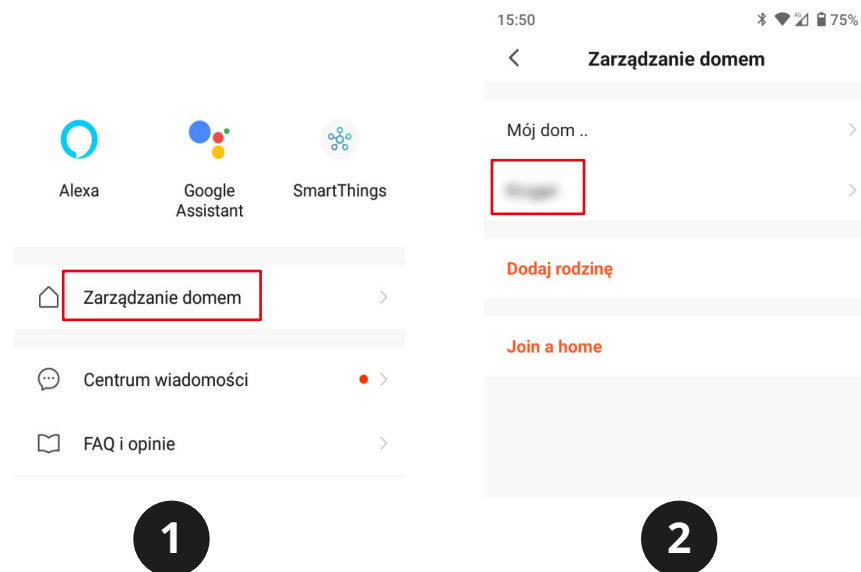 Alexa
Google
Assistant
SmartThings
Zarządzanie domem
Centrum wiadomości
FAQ i opinie
1
15:50
4G
75%
Zarządzanie domem
Mój dom ..
Dodaj rodzinę
Join a home
2